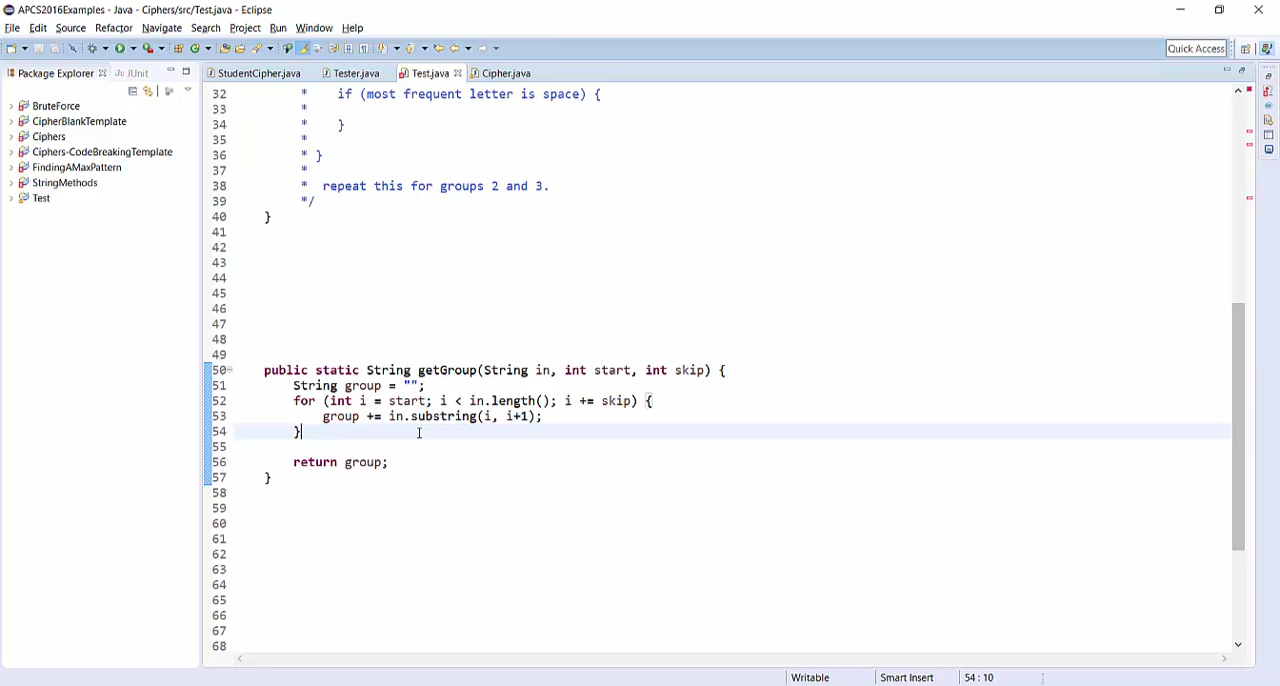 APCS2016Examples - Java - Ciphers/src/Test.java - Eclipse
File Edit Source Refactor Navigate Search Project Run Window Help
Quick Access
Package Explorer JUnit
StudentCipher.java Tester.java Test.java Cipher.java
BruteForce
CipherBlankTemplate
Ciphers
Ciphers-CodeBreakingTemplate
FindingAMaxPattern
StringMethods
Test
32 * if (most frequent letter is space) {
33 *
34 * }
35 *
36 * }
37 *
38 * repeat this for groups 2 and 3.
39 */
40 }
41
42
43
44
45
46
47
48
49
50 public static String getGroup(String in, int start, int skip) {
51 String group = "";
52 for (int i = start; i < in.length(); i += skip) {
53 group += in.substring(i, i+1);
54 }
55
56 return group;
57 }
58
59
60
61
62
63
64
65
66
67
68
Writable Smart Insert 54 : 10